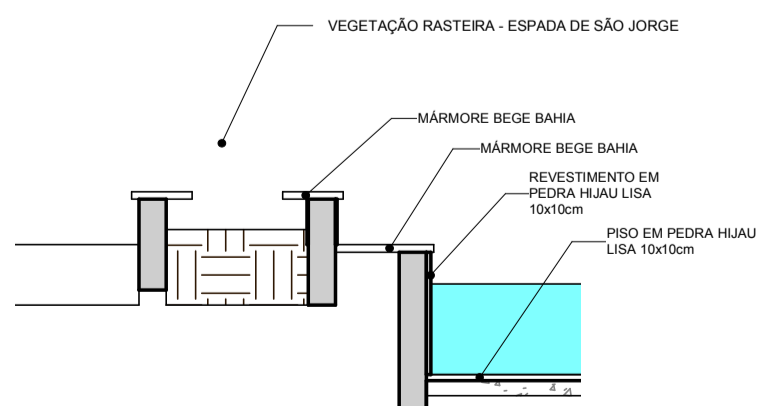 VEGETAÇÃO RASTEIRA - ESPADA DE SÃO JORGE
MÁRMORE BEGE BAHIA
MÁRMORE BEGE BAHIA
REVESTIMENTO EM
PEDRA HIJAU LISA
10x10cm
PISO EM PEDRA HIJAU
LISA 10x10cm